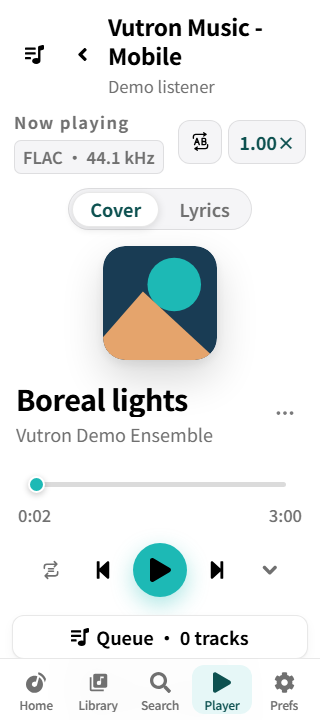 Vutron Music -
Mobile
Demo listener
Now playing
FLAC • 44.1 kHz
AB
1.00×
Cover
Lyrics
Boreal lights
...
Vutron Demo Ensemble
0:02
3:00
Queue • 0 tracks
Home
Library
Search
Player
Prefs